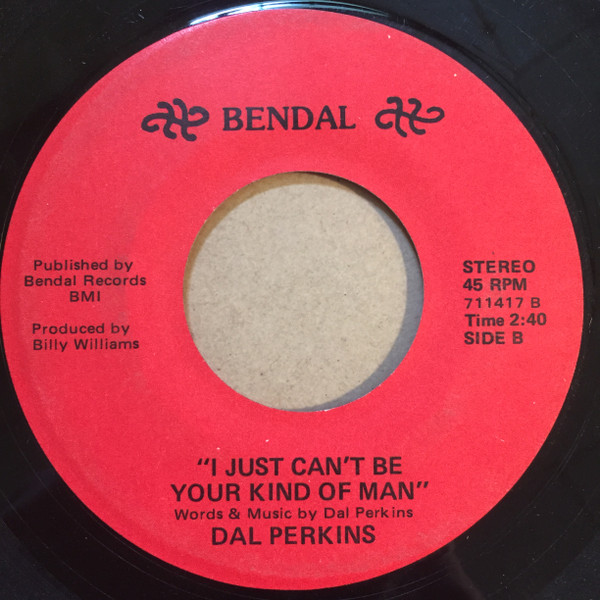 BENDAL
Published by
Bendal Records
BMI
Produced by
Billy Williams
STEREO
45 RPM
711417 B
Time 2:40
SIDE B
"I JUST CAN'T BE
YOUR KIND OF MAN"
Words & Music by Dal Perkins
DAL PERKINS